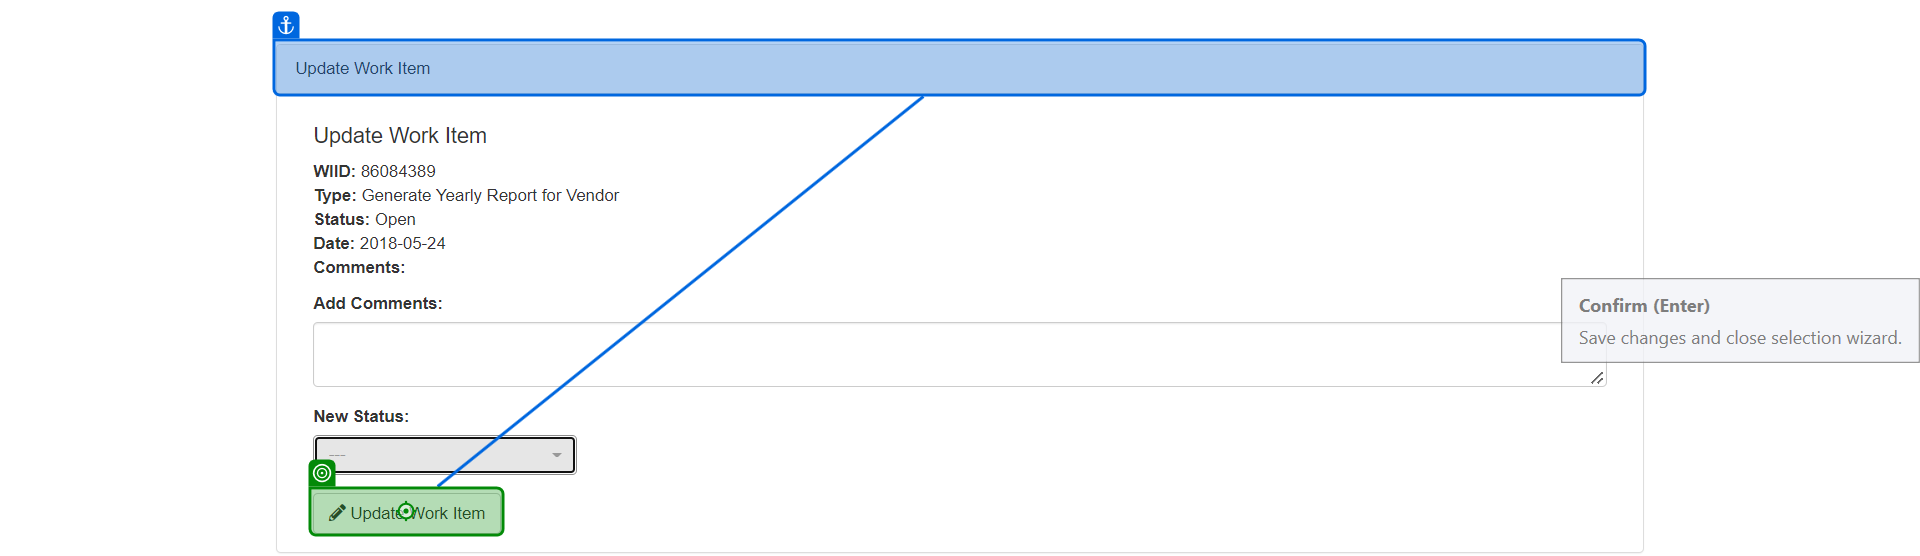 Update Work Item
Update Work Item
WIID: 86084389
Type: Generate Yearly Report for Vendor
Status: Open
Date: 2018-05-24
Comments:
Add Comments:
Confirm (Enter)
Save changes and close selection wizard.
New Status:
---
Update Work Item